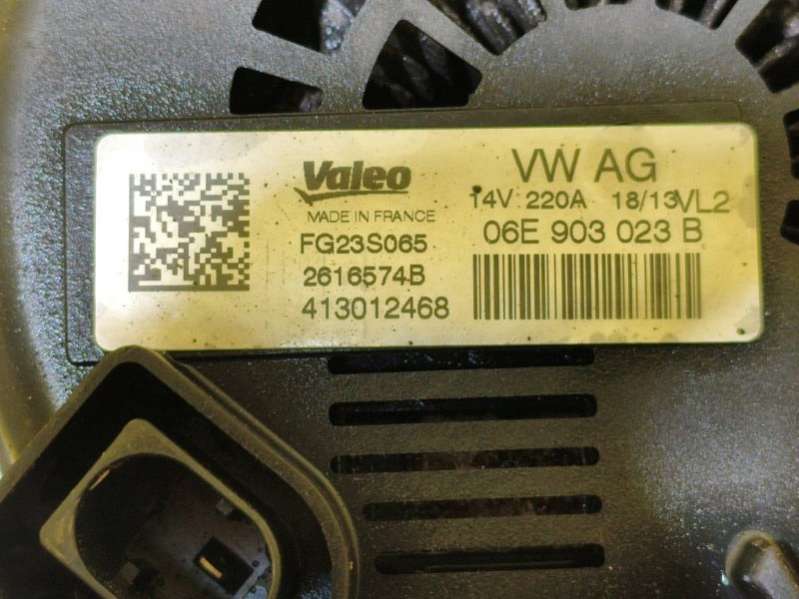 Valeo
MADE IN FRANCE
FG23S065
2616574B
413012468
VW AG
14V 220A 18/13VL2
06E 903 023 B